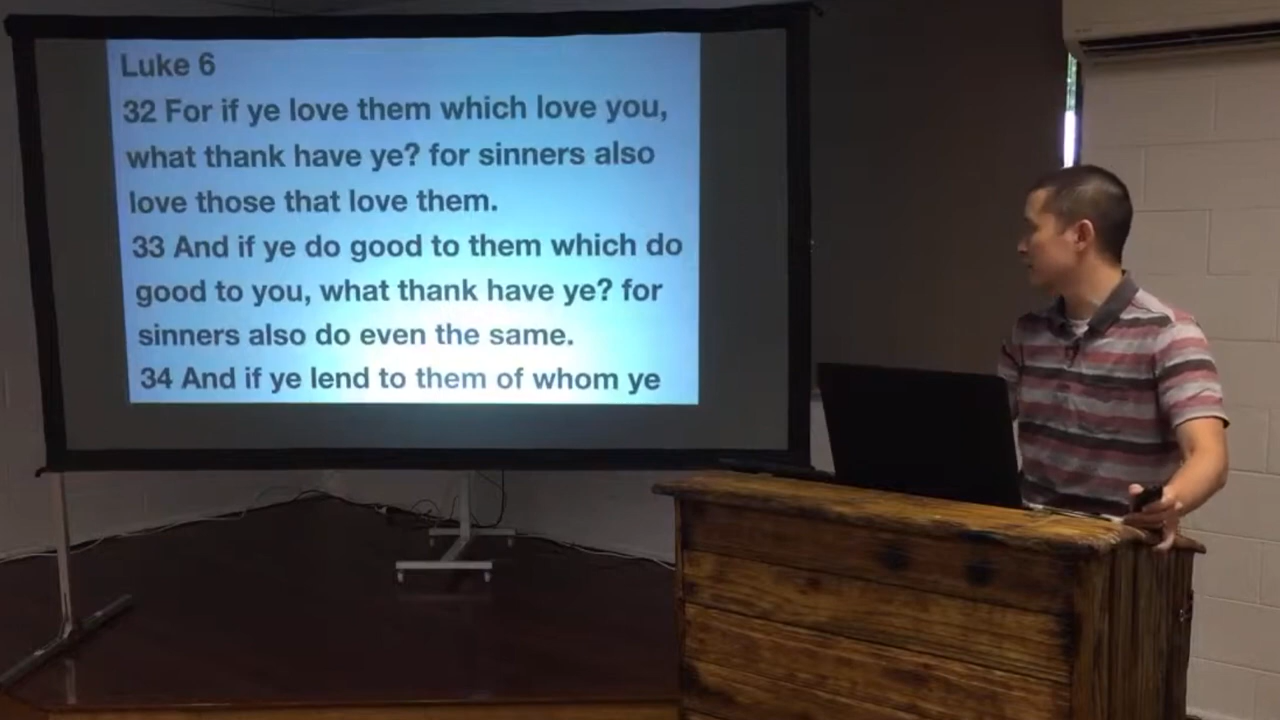 Luke 6
32 For if ye love them which love you,
what thank have ye? for sinners also
love those that love them.
33 And if ye do good to them which do
good to you, what thank have ye? for
sinners also do even the same.
34 And if ye lend to them of whom ye